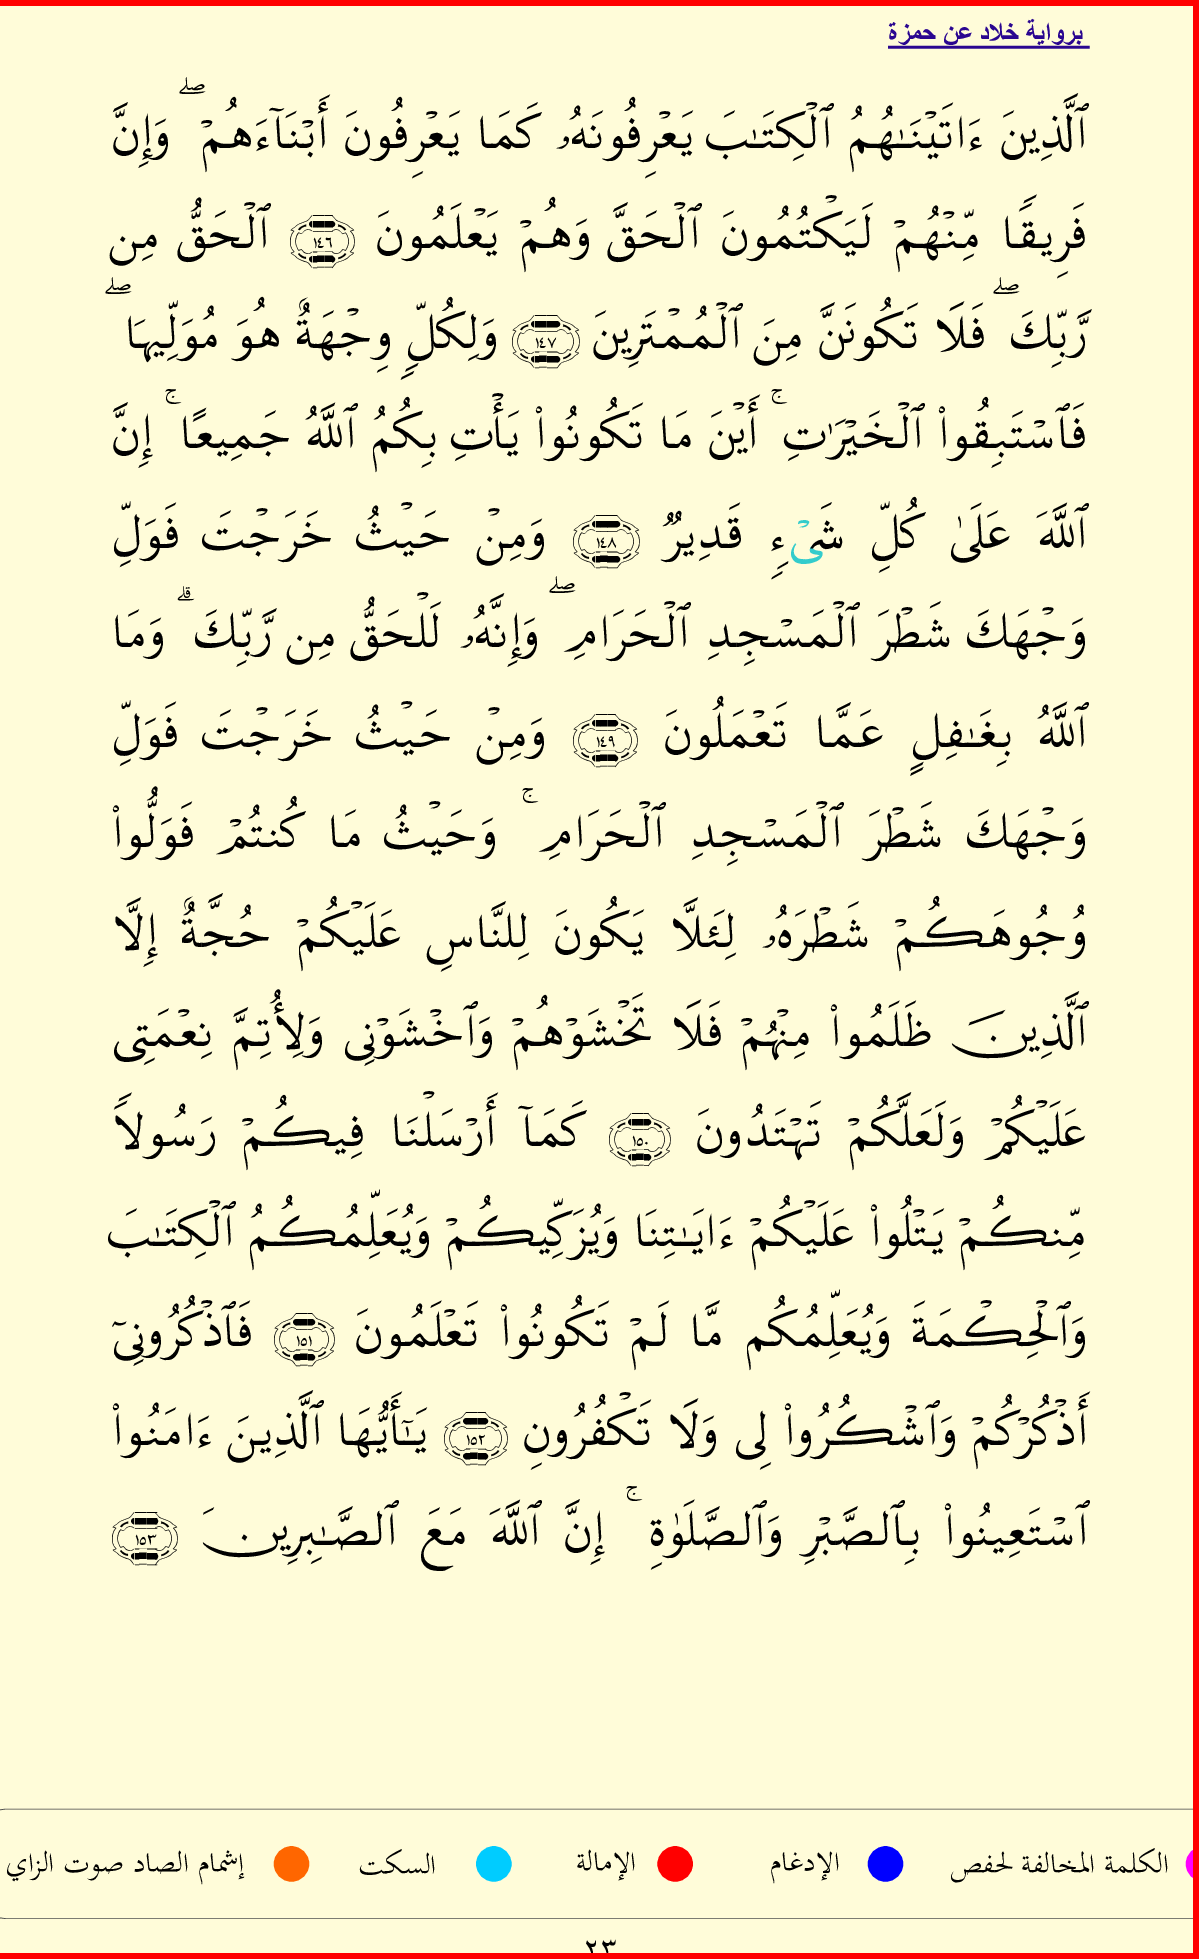 برواية خلاد عن حمزة
ٱلَّذِينَ ءَاتَيْنَـٰهُمُ ٱلْكِتَـٰبَ يَعْرِفُونَهُۥ كَمَا يَعْرِفُونَ أَبْنَآءَهُمْ ۖ وَإِنَّ
فَرِيقًا مِّنْهُمْ لَيَكْتُمُونَ ٱلْحَقَّ وَهُمْ يَعْلَمُونَ ١٤٦ ٱلْحَقُّ مِن
رَّبِّكَ ۖ فَلَا تَكُونَنَّ مِنَ ٱلْمُمْتَرِينَ ١٤٧ وَلِكُلٍّ وِجْهَةٌ هُوَ مُوَلِّيهَا ۖ
فَٱسْتَبِقُوا۟ ٱلْخَيْرَٰتِ ۚ أَيْنَ مَا تَكُونُوا۟ يَأْتِ بِكُمُ ٱللَّهُ جَمِيعًا ۚ إِنَّ
ٱللَّهَ عَلَىٰ كُلِّ شَىْءٍ قَدِيرٌ ١٤٨ وَمِنْ حَيْثُ خَرَجْتَ فَوَلِّ
وَجْهَكَ شَطْرَ ٱلْمَسْجِدِ ٱلْحَرَامِ ۖ وَإِنَّهُۥ لَلْحَقُّ مِن رَّبِّكَ ۗ وَمَا
ٱللَّهُ بِغَـٰفِلٍ عَمَّا تَعْمَلُونَ ١٤٩ وَمِنْ حَيْثُ خَرَجْتَ فَوَلِّ
وَجْهَكَ شَطْرَ ٱلْمَسْجِدِ ٱلْحَرَامِ ۚ وَحَيْثُ مَا كُنتُمْ فَوَلُّوا۟
وُجُوهَكُمْ شَطْرَهُۥ لِئَلَّا يَكُونَ لِلنَّاسِ عَلَيْكُمْ حُجَّةٌ إِلَّا
ٱلَّذِينَ ظَلَمُوا۟ مِنْهُمْ فَلَا تَخْشَوْهُمْ وَٱخْشَوْنِى وَلِأُتِمَّ نِعْمَتِى
عَلَيْكُمْ وَلَعَلَّكُمْ تَهْتَدُونَ ١٥٠ كَمَآ أَرْسَلْنَا فِيكُمْ رَسُولًا
مِّنكُمْ يَتْلُوا۟ عَلَيْكُمْ ءَايَـٰتِنَا وَيُزَكِّيكُمْ وَيُعَلِّمُكُمُ ٱلْكِتَـٰبَ
وَٱلْحِكْمَةَ وَيُعَلِّمُكُم مَّا لَمْ تَكُونُوا۟ تَعْلَمُونَ ١٥١ فَٱذْكُرُونِىٓ
أَذْكُرْكُمْ وَٱشْكُرُوا۟ لِى وَلَا تَكْفُرُونِ ١٥٢ يَـٰٓأَيُّهَا ٱلَّذِينَ ءَامَنُوا۟
ٱسْتَعِينُوا۟ بِٱلصَّبْرِ وَٱلصَّلَوٰةِ ۚ إِنَّ ٱللَّهَ مَعَ ٱلصَّـٰبِرِينَ ١٥٣
الكلمة المخالفة لحفص الإدغام الإمالة السكت إشمام الصاد صوت الزاي
٢٣